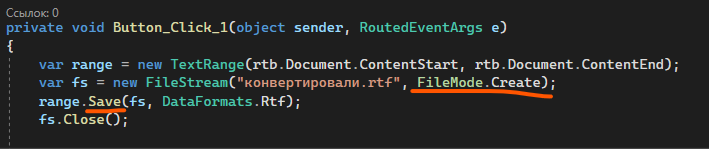 Ссылок: 0
private void Button_Click_1(object sender, RoutedEventArgs e)
{
var range = new TextRange(rtb.Document.ContentStart, rtb.Document.ContentEnd);
var fs = new FileStream("конвертировали.rtf", FileMode.Create);
range.Save(fs, DataFormats.Rtf);
fs.Close();